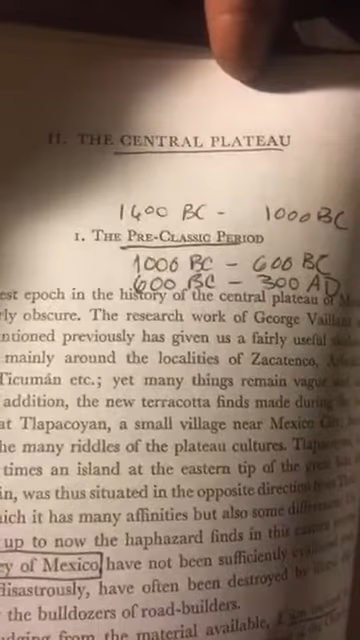 II. THE CENTRAL PLATEAU
1400 BC - 1000 BC
1. THE PRE-CLASSIC PERIOD
1000 BC - 600 BC
600 BC - 300 AD
est epoch in the history of the central plateau of
rly obscure. The research work of George
ntioned previously has given us a fairly useful
mainly around the localities of Zacatenco,
Ticumán etc.; yet many things remain vague
addition, the new terracotta finds made during
at Tlapacoyan, a small village near Mexico
he many riddles of the plateau cultures.
times an island at the eastern tip of the
in, was thus situated in the opposite direction
ich it has many affinities but also some
up to now the haphazard finds in this
ey of Mexico have not been sufficiently
disastrously, have often been destroyed by
the bulldozers of road-builders.
from the material available,